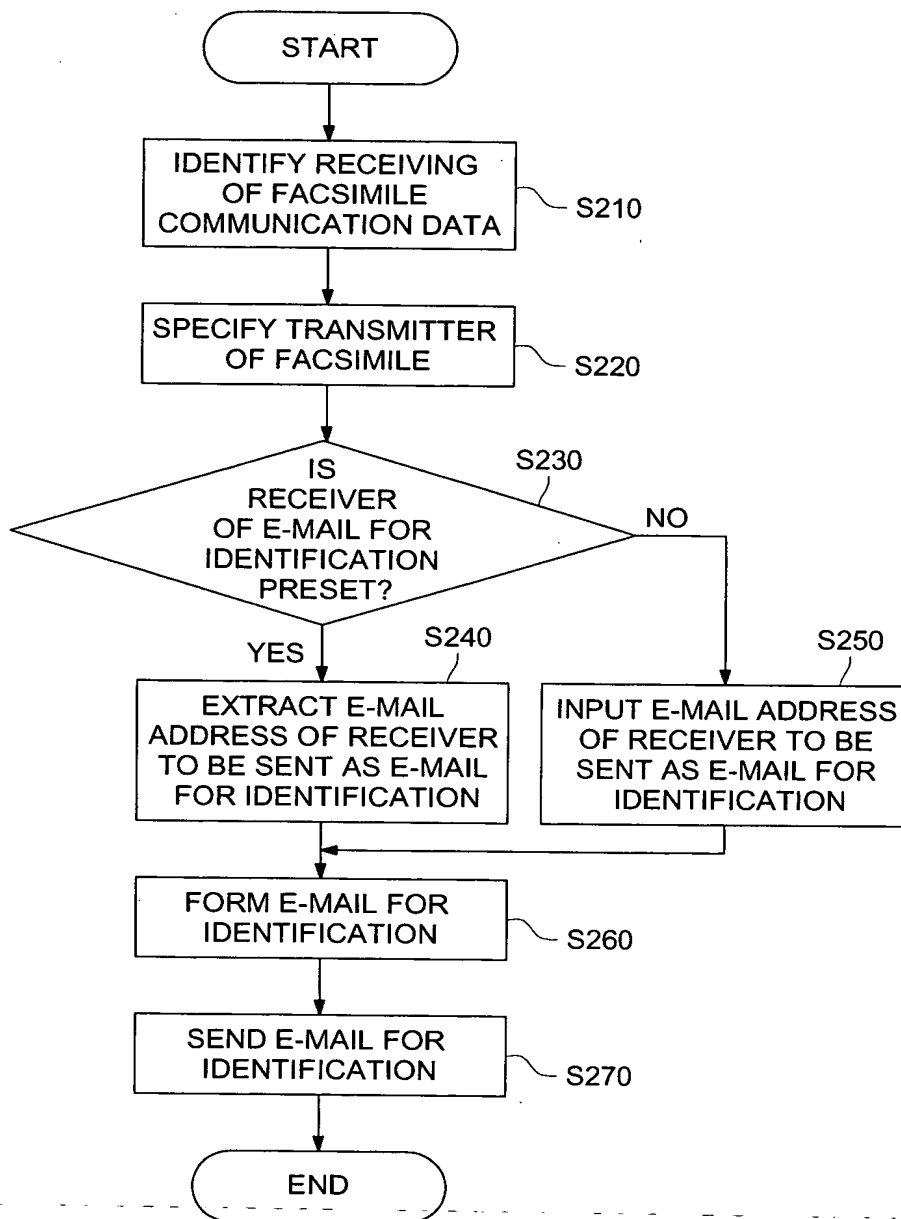 START
IDENTIFY RECEIVING
OF FACSIMILE
COMMUNICATION DATA
S210
SPECIFY TRANSMITTER
OF FACSIMILE
S220
IS
RECEIVER
OF E-MAIL FOR
IDENTIFICATION
PRESET?
S230
NO
YES
S240
EXTRACT E-MAIL
ADDRESS OF RECEIVER
TO BE SENT AS E-MAIL
FOR IDENTIFICATION
S250
INPUT E-MAIL ADDRESS
OF RECEIVER TO BE
SENT AS E-MAIL FOR
IDENTIFICATION
FORM E-MAIL FOR
IDENTIFICATION
S260
SEND E-MAIL FOR
IDENTIFICATION
S270
END